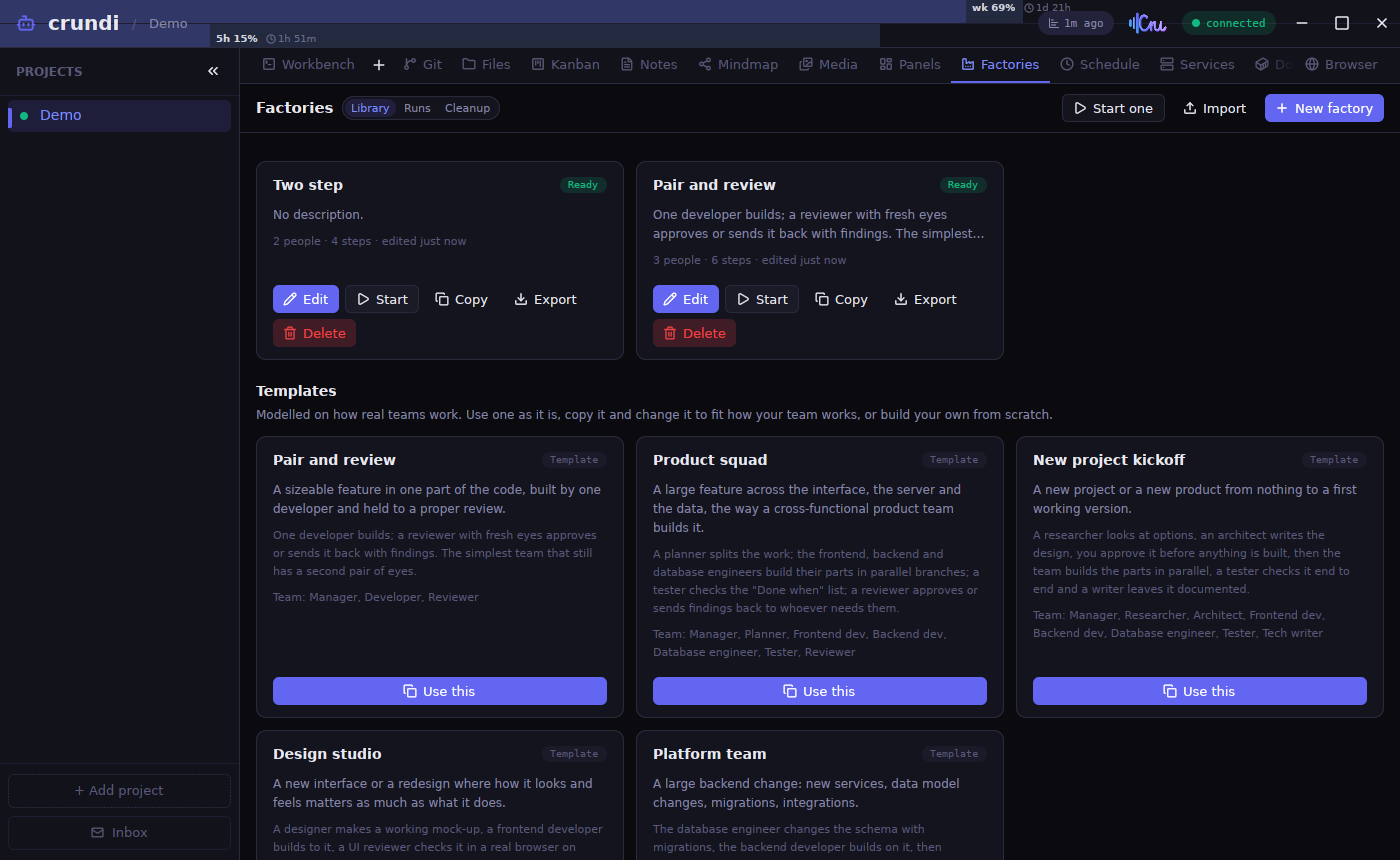 crundi / Demo
wk 69% 1d 21h
5h 15% 1h 51m
1m ago
Cru
connected
PROJECTS
Demo
+ Add project
Inbox
Workbench + Git Files Kanban Notes Mindmap Media Panels Factories Schedule Services Browser
Factories Library Runs Cleanup
Start one Import + New factory
Two step Ready
No description.
2 people · 4 steps · edited just now
Edit Start Copy Export
Delete
Pair and review Ready
One developer builds; a reviewer with fresh eyes
approves or sends it back with findings. The simplest…
3 people · 6 steps · edited just now
Edit Start Copy Export
Delete
Templates
Modelled on how real teams work. Use one as it is, copy it and change it to fit how your team works, or build your own from scratch.
Pair and review Template
A sizeable feature in one part of the code, built by one
developer and held to a proper review.
One developer builds; a reviewer with fresh eyes approves
or sends it back with findings. The simplest team that still
has a second pair of eyes.
Team: Manager, Developer, Reviewer
Use this
Product squad Template
A large feature across the interface, the server and
the data, the way a cross-functional product team
builds it.
A planner splits the work; the frontend, backend and
database engineers build their parts in parallel branches; a
tester checks the "Done when" list; a reviewer approves or
sends findings back to whoever needs them.
Team: Manager, Planner, Frontend dev, Backend dev,
Database engineer, Tester, Reviewer
Use this
New project kickoff Template
A new project or a new product from nothing to a first
working version.
A researcher looks at options, an architect writes the
design, you approve it before anything is built, then the
team builds the parts in parallel, a tester checks it end to
end and a writer leaves it documented.
Team: Manager, Researcher, Architect, Frontend dev,
Backend dev, Database engineer, Tester, Tech writer
Use this
Design studio Template
A new interface or a redesign where how it looks and
feels matters as much as what it does.
A designer makes a working mock-up, a frontend developer
builds to it, a UI reviewer checks it in a real browser on
Platform team Template
A large backend change: new services, data model
changes, migrations, integrations.
The database engineer changes the schema with
migrations, the backend developer builds on it, then